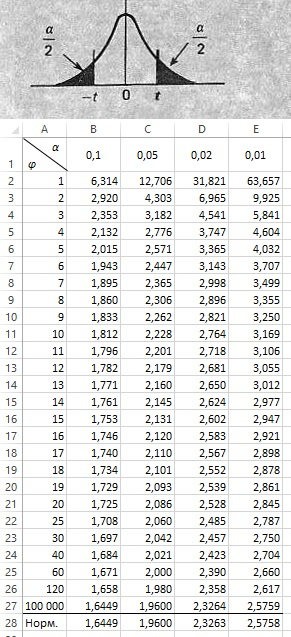 α
2
α
2
-t 0 t
A B C D E
1 α φ 0,1 0,05 0,02 0,01
2 1 6,314 12,706 31,821 63,657
3 2 2,920 4,303 6,965 9,925
4 3 2,353 3,182 4,541 5,841
5 4 2,132 2,776 3,747 4,604
6 5 2,015 2,571 3,365 4,032
7 6 1,943 2,447 3,143 3,707
8 7 1,895 2,365 2,998 3,499
9 8 1,860 2,306 2,896 3,355
10 9 1,833 2,262 2,821 3,250
11 10 1,812 2,228 2,764 3,169
12 11 1,796 2,201 2,718 3,106
13 12 1,782 2,179 2,681 3,055
14 13 1,771 2,160 2,650 3,012
15 14 1,761 2,145 2,624 2,977
16 15 1,753 2,131 2,602 2,947
17 16 1,746 2,120 2,583 2,921
18 17 1,740 2,110 2,567 2,898
19 18 1,734 2,101 2,552 2,878
20 19 1,729 2,093 2,539 2,861
21 20 1,725 2,086 2,528 2,845
22 25 1,708 2,060 2,485 2,787
23 30 1,697 2,042 2,457 2,750
24 40 1,684 2,021 2,423 2,704
25 60 1,671 2,000 2,390 2,660
26 120 1,658 1,980 2,358 2,617
27 100 000 1,6449 1,9600 2,3264 2,5759
28 Норм. 1,6449 1,9600 2,3263 2,5758